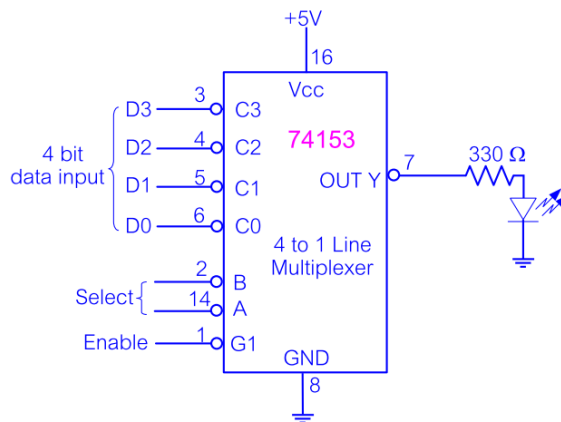 +5V
16
Vcc
74153
D3 3 C3
D2 4 C2
D1 5 C1
D0 6 C0
4 bit
data input
OUT Y 7
330 Ω
4 to 1 Line
Multiplexer
Select
2 B
14 A
Enable 1 G1
GND
8